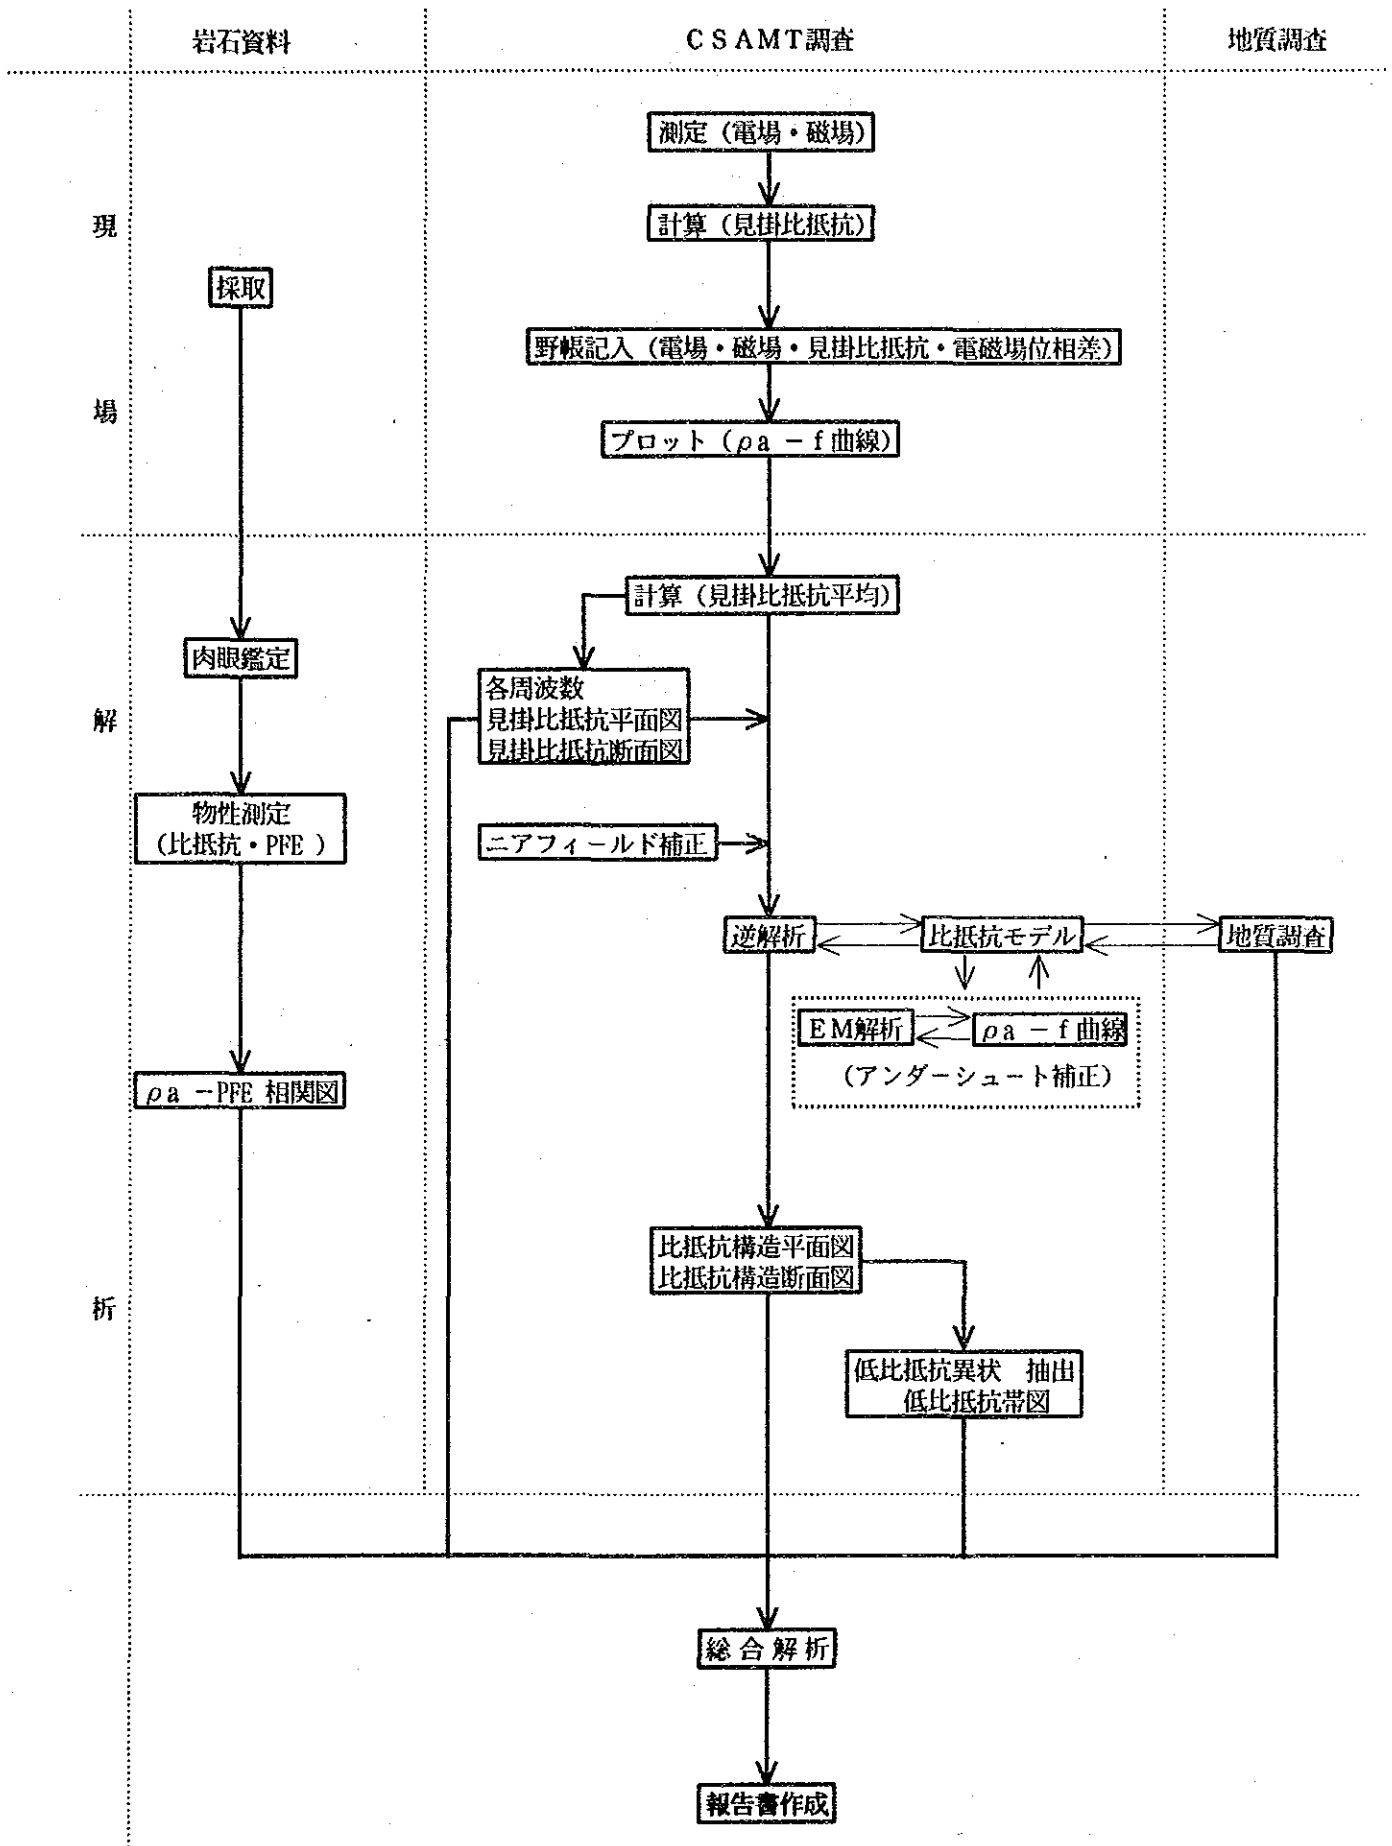 岩石資料
CSAMT調査
地質調査
現
場
解
析
測定（電場・磁場）
計算（見掛比抵抗）
採取
野帳記入（電場・磁場・見掛比抵抗・電磁場位相差）
プロット（ρa －f曲線）
計算（見掛比抵抗平均）
肉眼鑑定
各周波数
見掛比抵抗平面図
見掛比抵抗断面図
物性測定
（比抵抗・PFE ）
ニアフィールド補正
逆解析
比抵抗モデル
地質調査
EM解析
ρa －f曲線
（アンダーシュート補正）
ρa －PFE 相関図
比抵抗構造平面図
比抵抗構造断面図
低比抵抗異状　抽出
低比抵抗帯図
総合解析
報告書作成